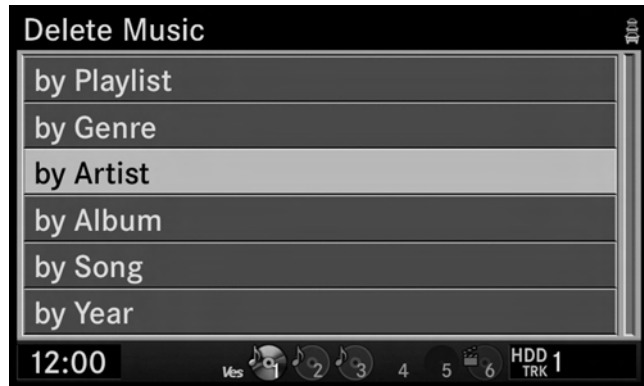 Delete Music
by Playlist
by Genre
by Artist
by Album
by Song
by Year
12:00 Ves 1 2 3 4 5 6 HDD TRK 1